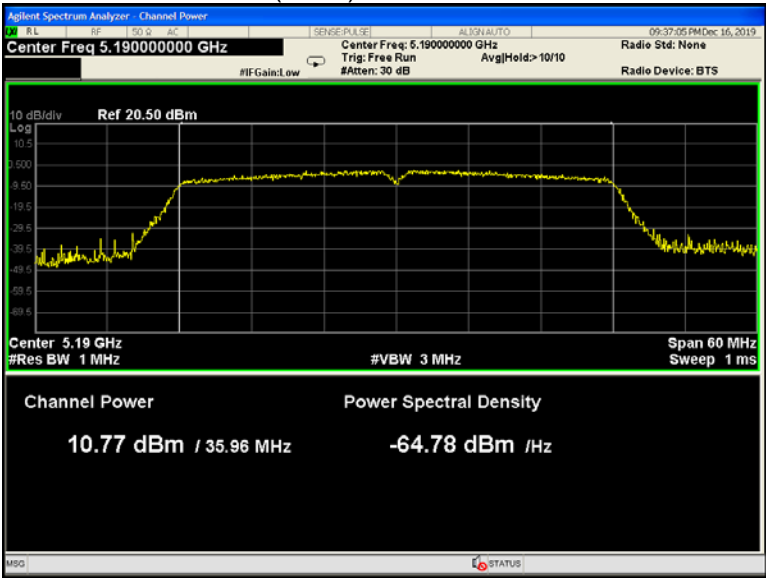 Agilent Spectrum Analyzer - Channel Power
RL RF 50 Ω AC SENSE:PULSE ALIGN AUTO 09:37:05 PM Dec 16, 2019
Center Freq 5.190000000 GHz Center Freq: 5.190000000 GHz Radio Std: None
Trig: Free Run Avg|Hold:> 10/10
#IFGain:Low #Atten: 30 dB Radio Device: BTS
10 dB/div Ref 20.50 dBm
Log
10.5
0.500
-9.50
-19.5
-29.5
-39.5
-49.5
-59.5
-69.5
Center 5.19 GHz Span 60 MHz
#Res BW 1 MHz #VBW 3 MHz Sweep 1 ms
Channel Power Power Spectral Density
10.77 dBm / 35.96 MHz -64.78 dBm /Hz
MSG STATUS